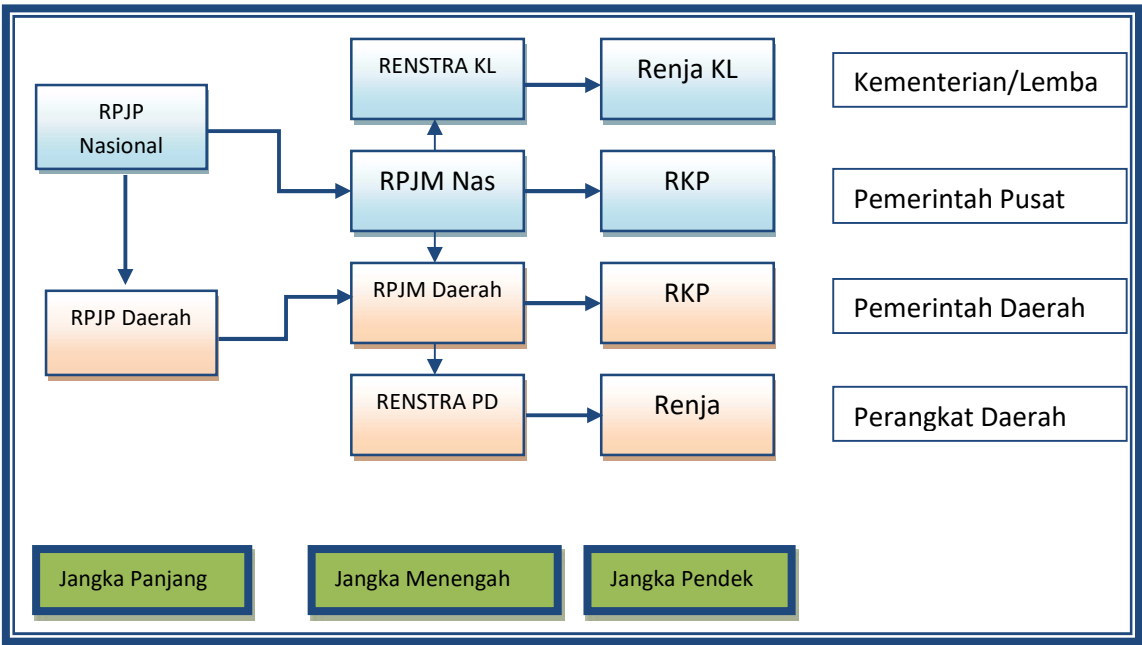 RENSTRA KL
Renja KL
Kementerian/Lemba
RPJP
Nasional
RPJM Nas
RKP
Pemerintah Pusat
RPJP Daerah
RPJM Daerah
RKP
Pemerintah Daerah
RENSTRA PD
Renja
Perangkat Daerah
Jangka Panjang
Jangka Menengah
Jangka Pendek